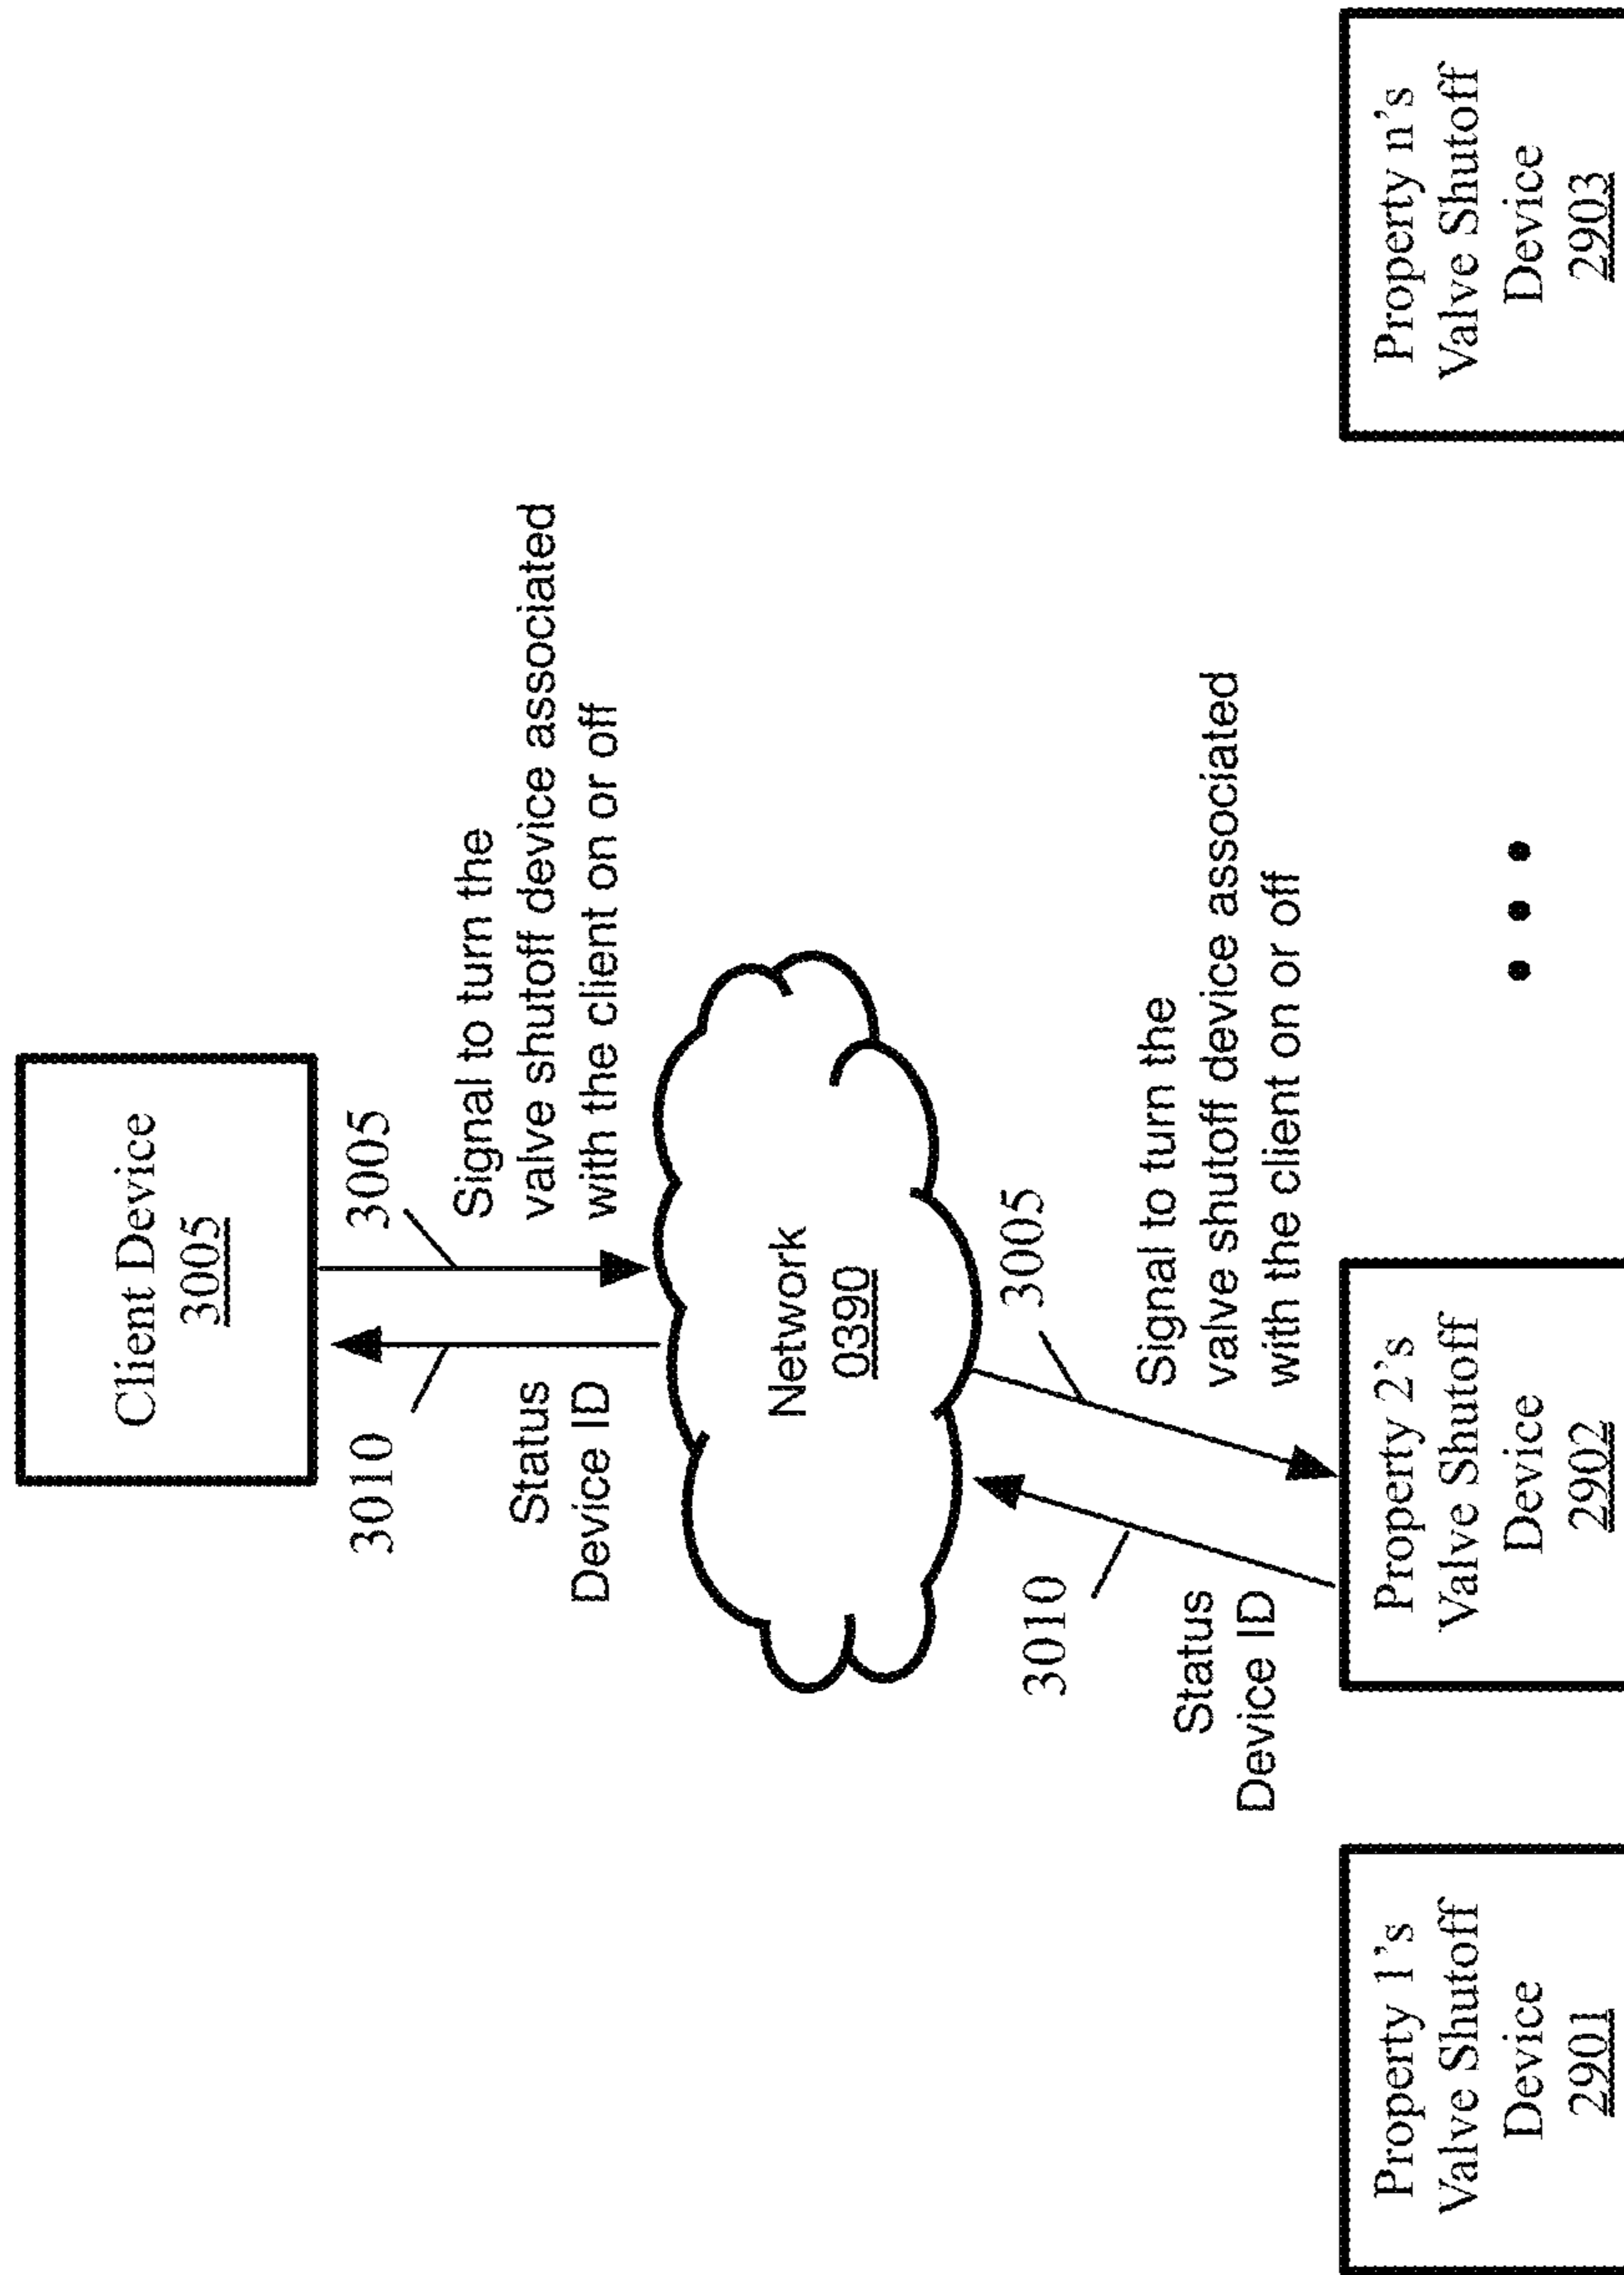 Client Device
3005
3010
3005
Status
Device ID
Signal to turn the
valve shutoff device associated
with the client on or off
Network
0390
3010
3005
Status
Device ID
Signal to turn the
valve shutoff device associated
with the client on or off
Property 1's
Valve Shutoff
Device
2901
Property 2's
Valve Shutoff
Device
2902
Property n's
Valve Shutoff
Device
2903